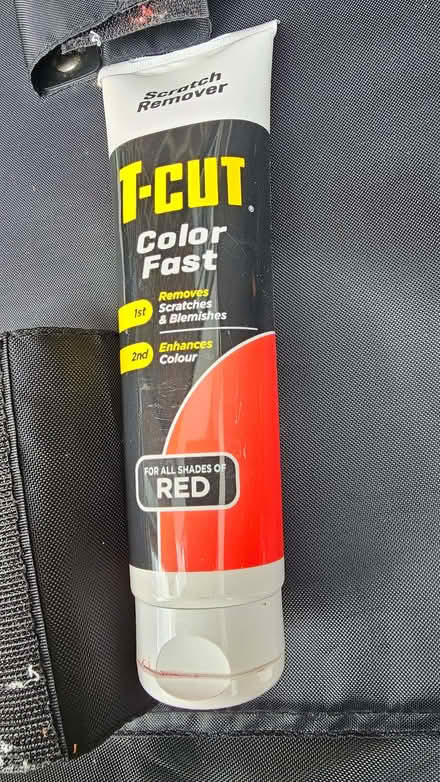 Scratch
Remover
T-CUT®
Color
Fast
1st Removes
Scratches
& Blemishes
2nd Enhances
Colour
FOR ALL SHADES OF
RED